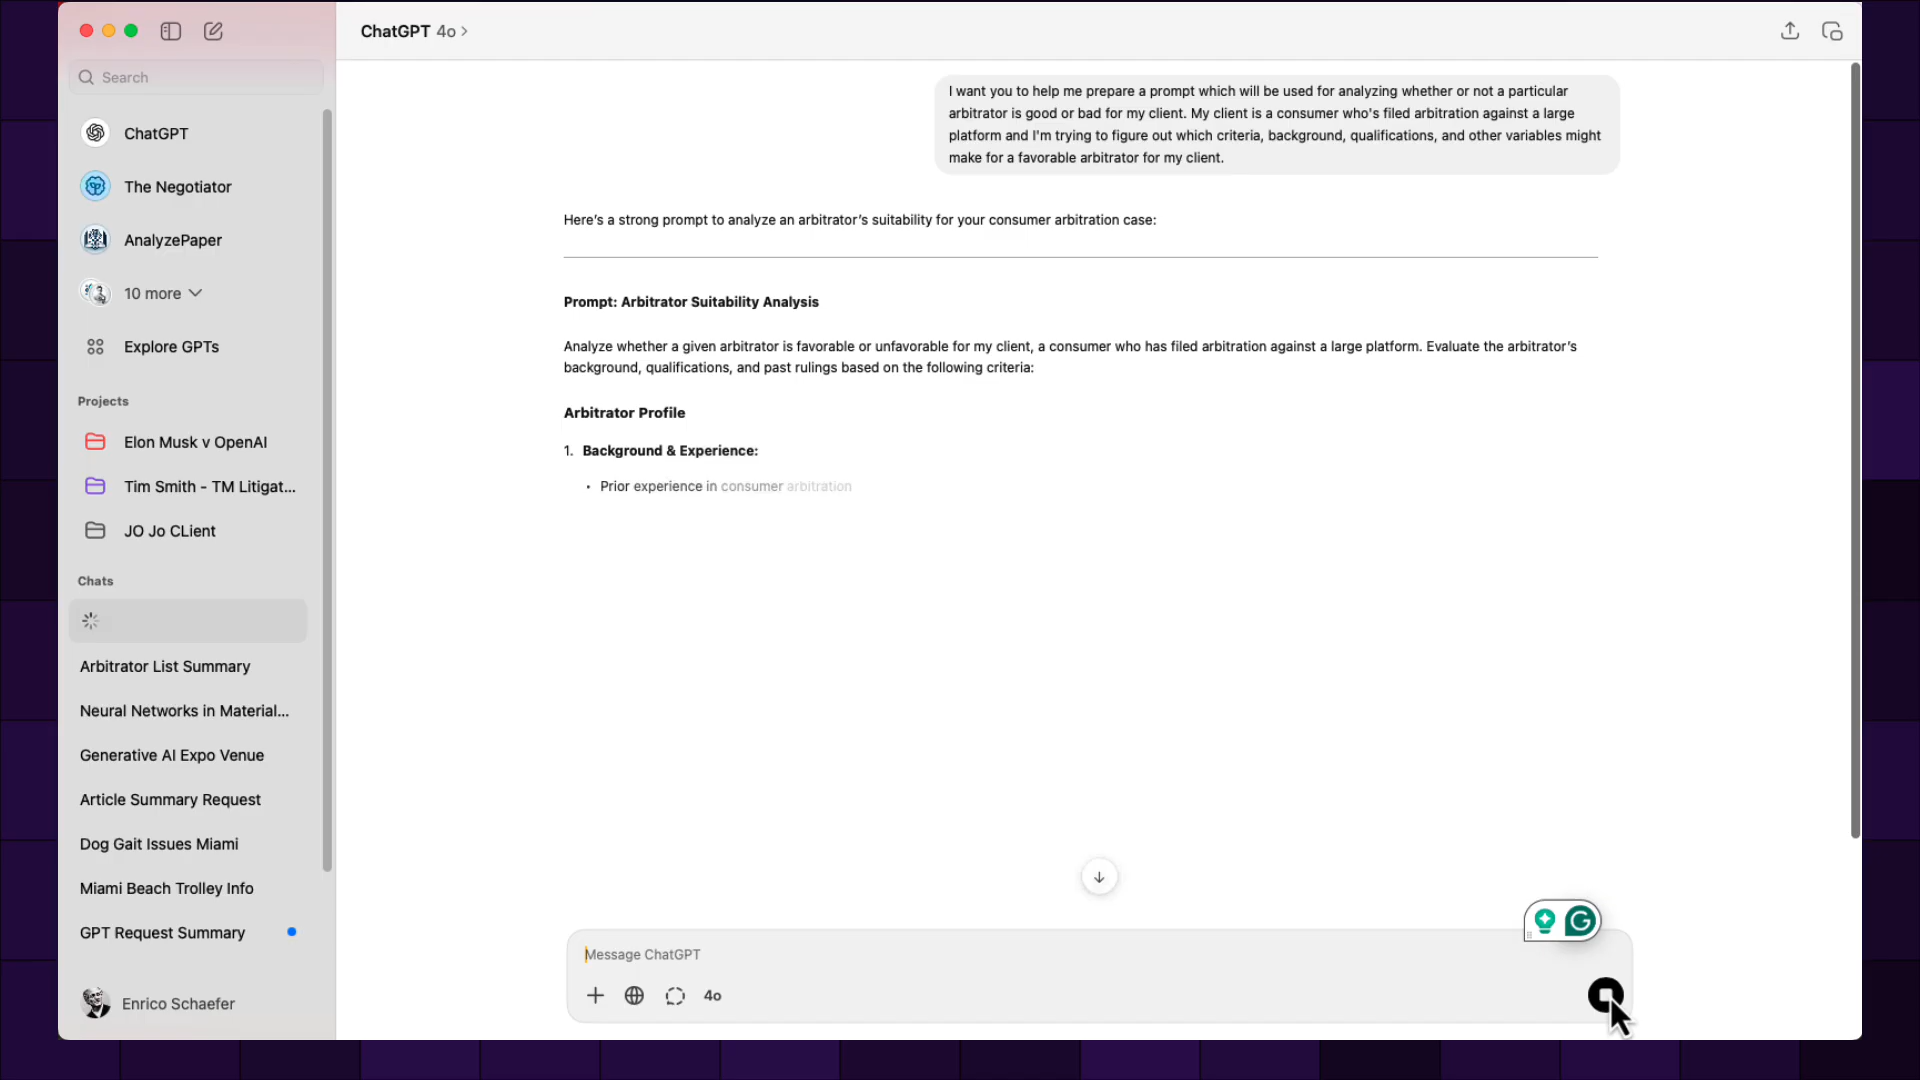 ChatGPT 4o >
Search
ChatGPT
The Negotiator
AnalyzePaper
10 more
Explore GPTs
Projects
Elon Musk v OpenAI
Tim Smith - TM Litigat...
JO Jo CLient
Chats
Arbitrator List Summary
Neural Networks in Material...
Generative AI Expo Venue
Article Summary Request
Dog Gait Issues Miami
Miami Beach Trolley Info
GPT Request Summary
Enrico Schaefer
I want you to help me prepare a prompt which will be used for analyzing whether or not a particular
arbitrator is good or bad for my client. My client is a consumer who's filed arbitration against a large
platform and I'm trying to figure out which criteria, background, qualifications, and other variables might
make for a favorable arbitrator for my client.
Here's a strong prompt to analyze an arbitrator's suitability for your consumer arbitration case:
Prompt: Arbitrator Suitability Analysis
Analyze whether a given arbitrator is favorable or unfavorable for my client, a consumer who has filed arbitration against a large platform. Evaluate the arbitrator's
background, qualifications, and past rulings based on the following criteria:
Arbitrator Profile
1. Background & Experience:
• Prior experience in consumer arbitration
Message ChatGPT
4o